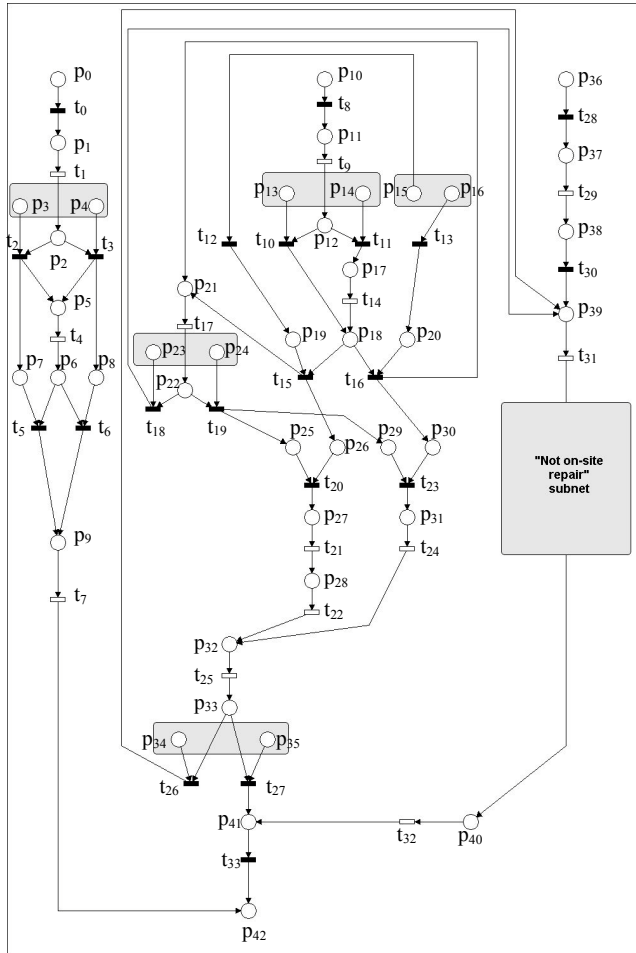 p0 p10 p36
t0 t8 t28
p1 p11 p37
t1 t9 t29
p3 p4 p13 p14 p15 p16
t2 p2 t3 t12 t10 p12 t11 t13 p38
p17 t30
p5 p21 t14 p39
t4 t17 p19 p18 p20
p7 p6 p8 p23 p24 t31
p22 t15 t16
t5 t6 t18 t19 p25 p26 p29 p30
"Not on-site
repair"
subnet
t20 t23
p9 p27 p31
t21 t24
t7 p28
t22
p32
t25
p33
p34 p35
t26 t27
p41 t32 p40
t33
p42